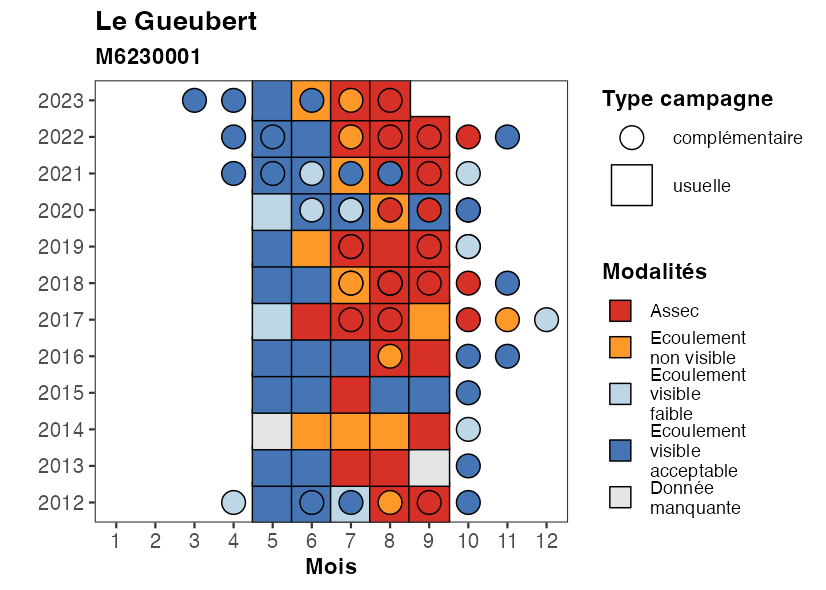 Le Gueubert
M6230001
2023
2022
2021
2020
2019
2018
2017
2016
2015
2014
2013
2012
1 2 3 4 5 6 7 8 9 10 11 12
Mois
Type campagne
complémentaire
usuelle
Modalités
Assec
Ecoulement
non visible
Ecoulement
visible
faible
Ecoulement
visible
acceptable
Donnée
manquante